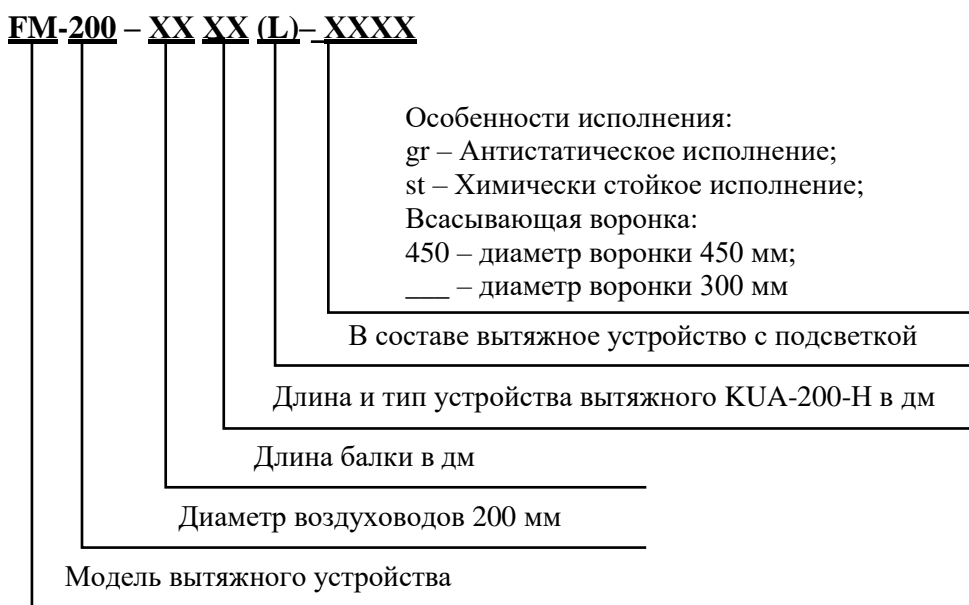 FM-200 – XX XX (L)–_XXXX
Особенности исполнения:
gr – Антистатическое исполнение;
st – Химически стойкое исполнение;
Всасывающая воронка:
450 – диаметр воронки 450 мм;
___ – диаметр воронки 300 мм
В составе вытяжное устройство с подсветкой
Длина и тип устройства вытяжного KUA-200-H в дм
Длина балки в дм
Диаметр воздуховодов 200 мм
Модель вытяжного устройства